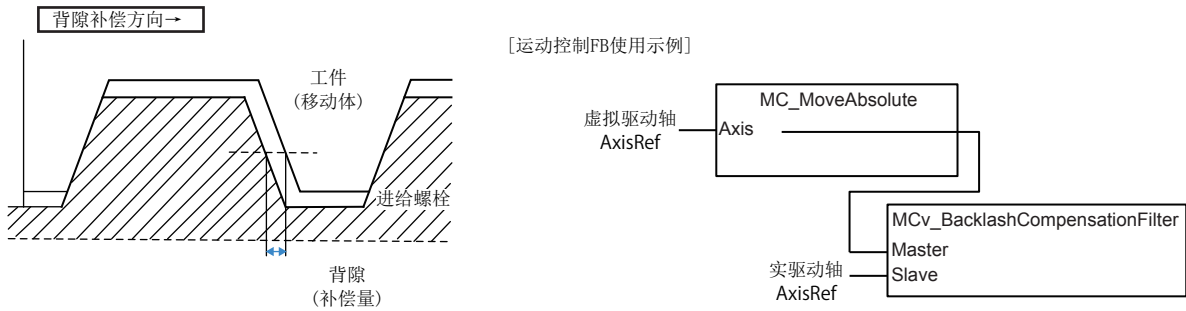 背隙补偿方向→
工件
(移动体)
进给螺栓
背隙
(补偿量)
[运动控制FB使用示例]
虚拟驱动轴
AxisRef
MC_MoveAbsolute
Axis
MCv_BacklashCompensationFilter
Master
实驱动轴
AxisRef
Slave